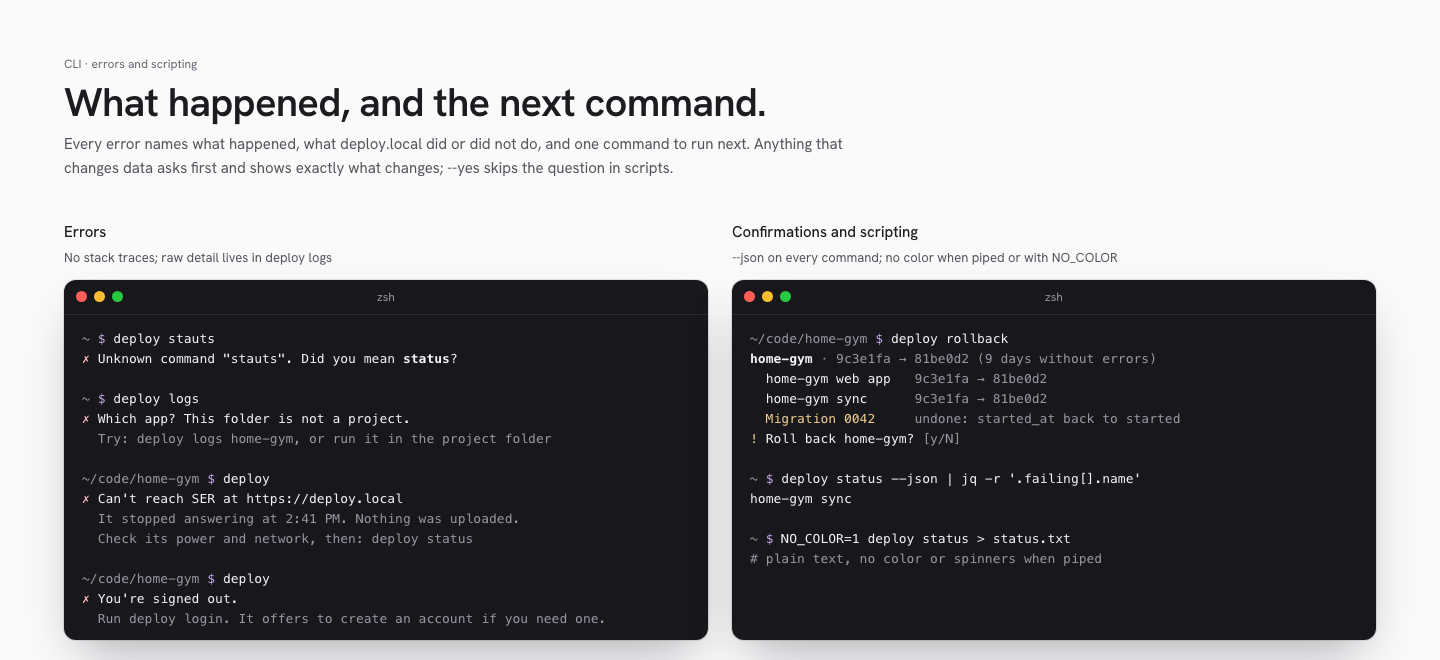 CLI · errors and scripting
What happened, and the next command.
Every error names what happened, what deploy.local did or did not do, and one command to run next. Anything that
changes data asks first and shows exactly what changes; --yes skips the question in scripts.
Errors
No stack traces; raw detail lives in deploy logs
zsh
~ $ deploy stauts
✗ Unknown command "stauts". Did you mean status?
~ $ deploy logs
✗ Which app? This folder is not a project.
Try: deploy logs home-gym, or run it in the project folder
~/code/home-gym $ deploy
✗ Can't reach SER at https://deploy.local
It stopped answering at 2:41 PM. Nothing was uploaded.
Check its power and network, then: deploy status
~/code/home-gym $ deploy
✗ You're signed out.
Run deploy login. It offers to create an account if you need one.
Confirmations and scripting
--json on every command; no color when piped or with NO_COLOR
zsh
~/code/home-gym $ deploy rollback
home-gym · 9c3e1fa → 81be0d2 (9 days without errors)
home-gym web app 9c3e1fa → 81be0d2
home-gym sync 9c3e1fa → 81be0d2
Migration 0042 undone: started_at back to started
! Roll back home-gym? [y/N]
~ $ deploy status --json | jq -r '.failing[].name'
home-gym sync
~ $ NO_COLOR=1 deploy status > status.txt
# plain text, no color or spinners when piped